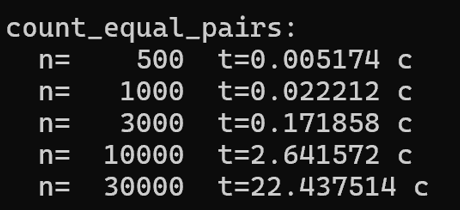 count_equal_pairs:
  n=     500  t=0.005174 c
  n=    1000  t=0.022212 c
  n=    3000  t=0.171858 c
  n=   10000  t=2.641572 c
  n=   30000  t=22.437514 c